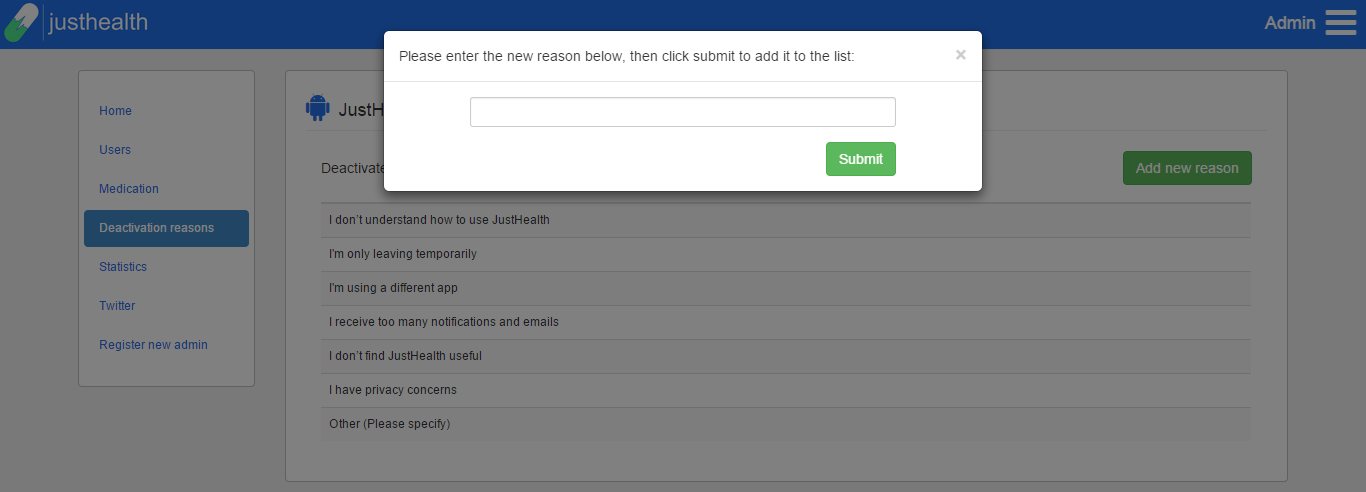 justhealth
Admin
Please enter the new reason below, then click submit to add it to the list:
×
Submit
Home
Users
Medication
Deactivation reasons
Statistics
Twitter
Register new admin
JustH
Deactivate
Add new reason
I don't understand how to use JustHealth
I'm only leaving temporarily
I'm using a different app
I receive too many notifications and emails
I don't find JustHealth useful
I have privacy concerns
Other (Please specify)